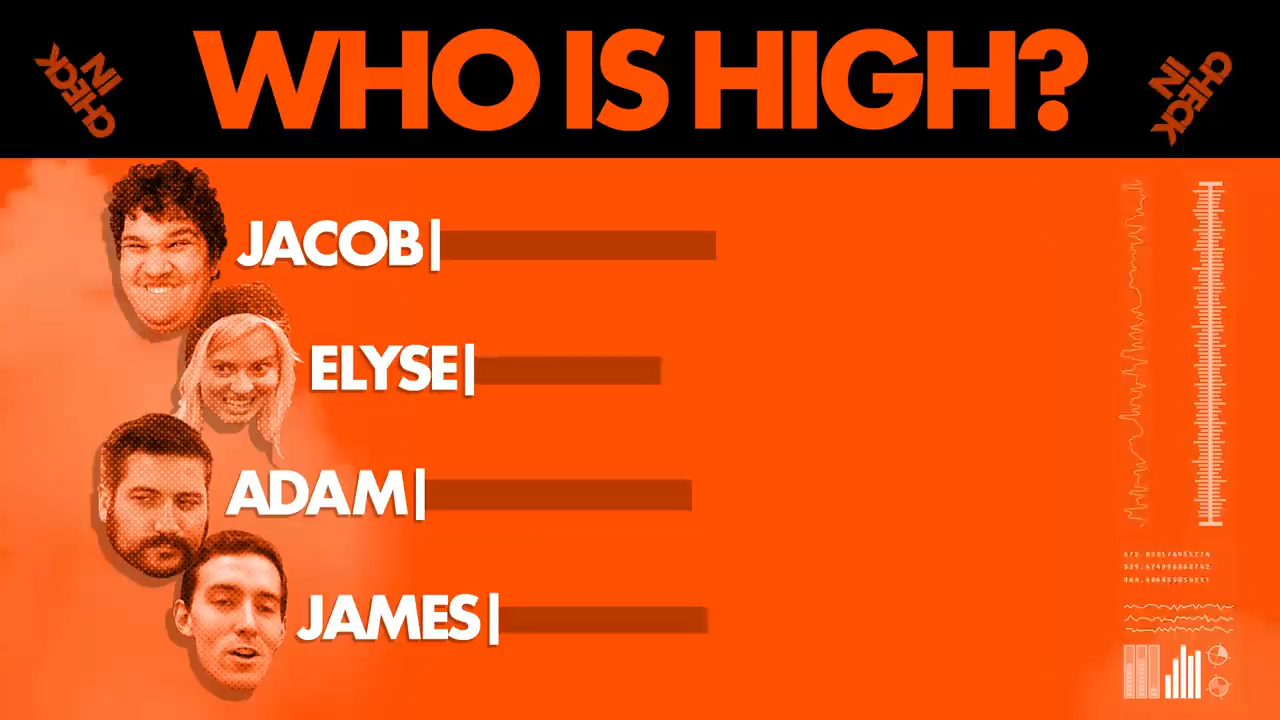 WHO IS HIGH?
CHECK
IN
CHECK
IN
JACOB|
ELYSE|
ADAM|
JAMES|